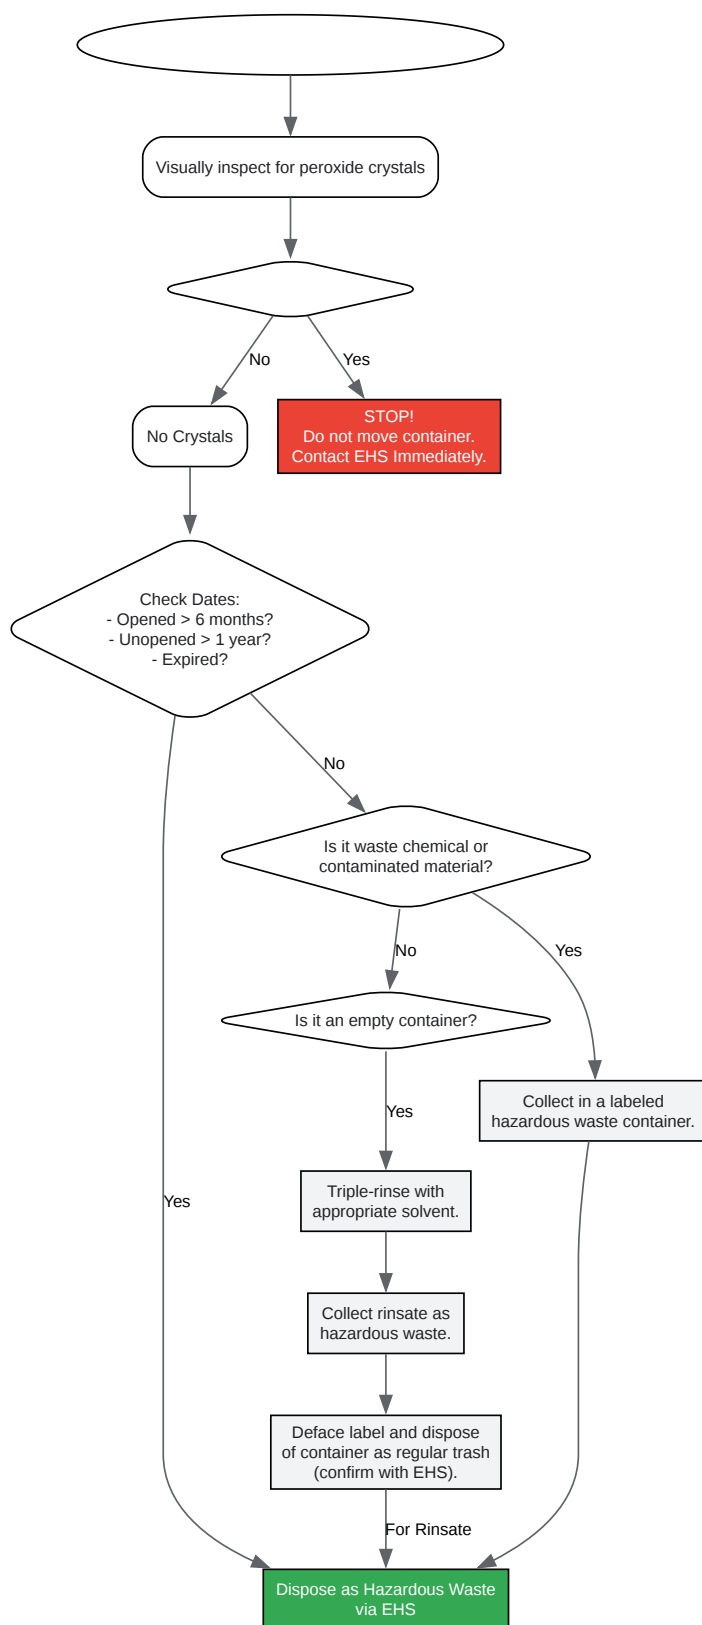 Visually inspect for peroxide crystals
No
Yes
No Crystals
STOP!
Do not move container.
Contact EHS Immediately.
Check Dates:
- Opened > 6 months?
- Unopened > 1 year?
- Expired?
No
Is it waste chemical or
contaminated material?
No
Yes
Is it an empty container?
Collect in a labeled
hazardous waste container.
Yes
Triple-rinse with
appropriate solvent.
Yes
Collect rinsate as
hazardous waste.
Deface label and dispose
of container as regular trash
(confirm with EHS).
For Rinsate
Dispose as Hazardous Waste
via EHS